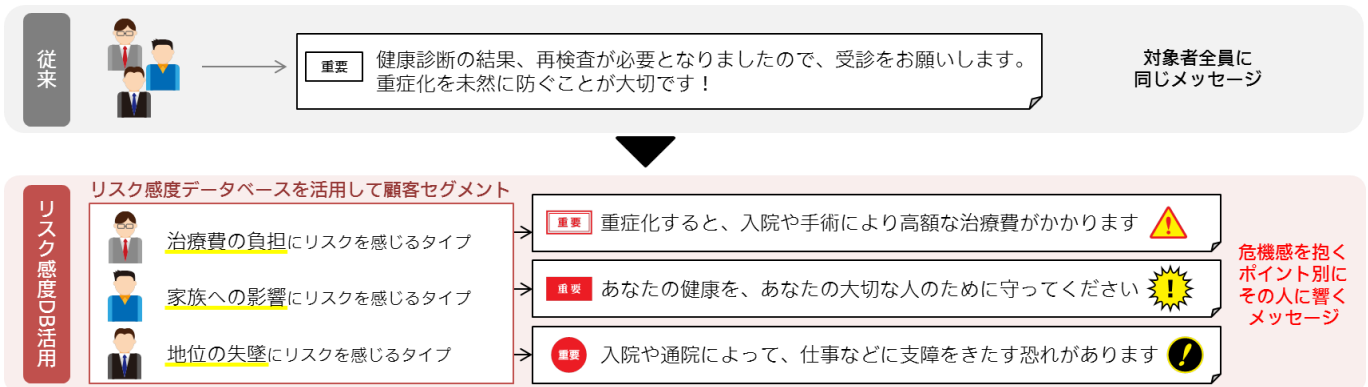 従来
重要
健康診断の結果、再検査が必要となりましたので、受診をお願いします。
重症化を未然に防ぐことが大切です！
対象者全員に
同じメッセージ
リスク感度DB活用
リスク感度データベースを活用して顧客セグメント
治療費の負担にリスクを感じるタイプ
家族への影響にリスクを感じるタイプ
地位の失墜にリスクを感じるタイプ
重要 重症化すると、入院や手術により高額な治療費がかかります
重要 あなたの健康を、あなたの大切な人のために守ってください
重要 入院や通院によって、仕事などに支障をきたす恐れがあります
危機感を抱く
ポイント別に
その人に響く
メッセージ